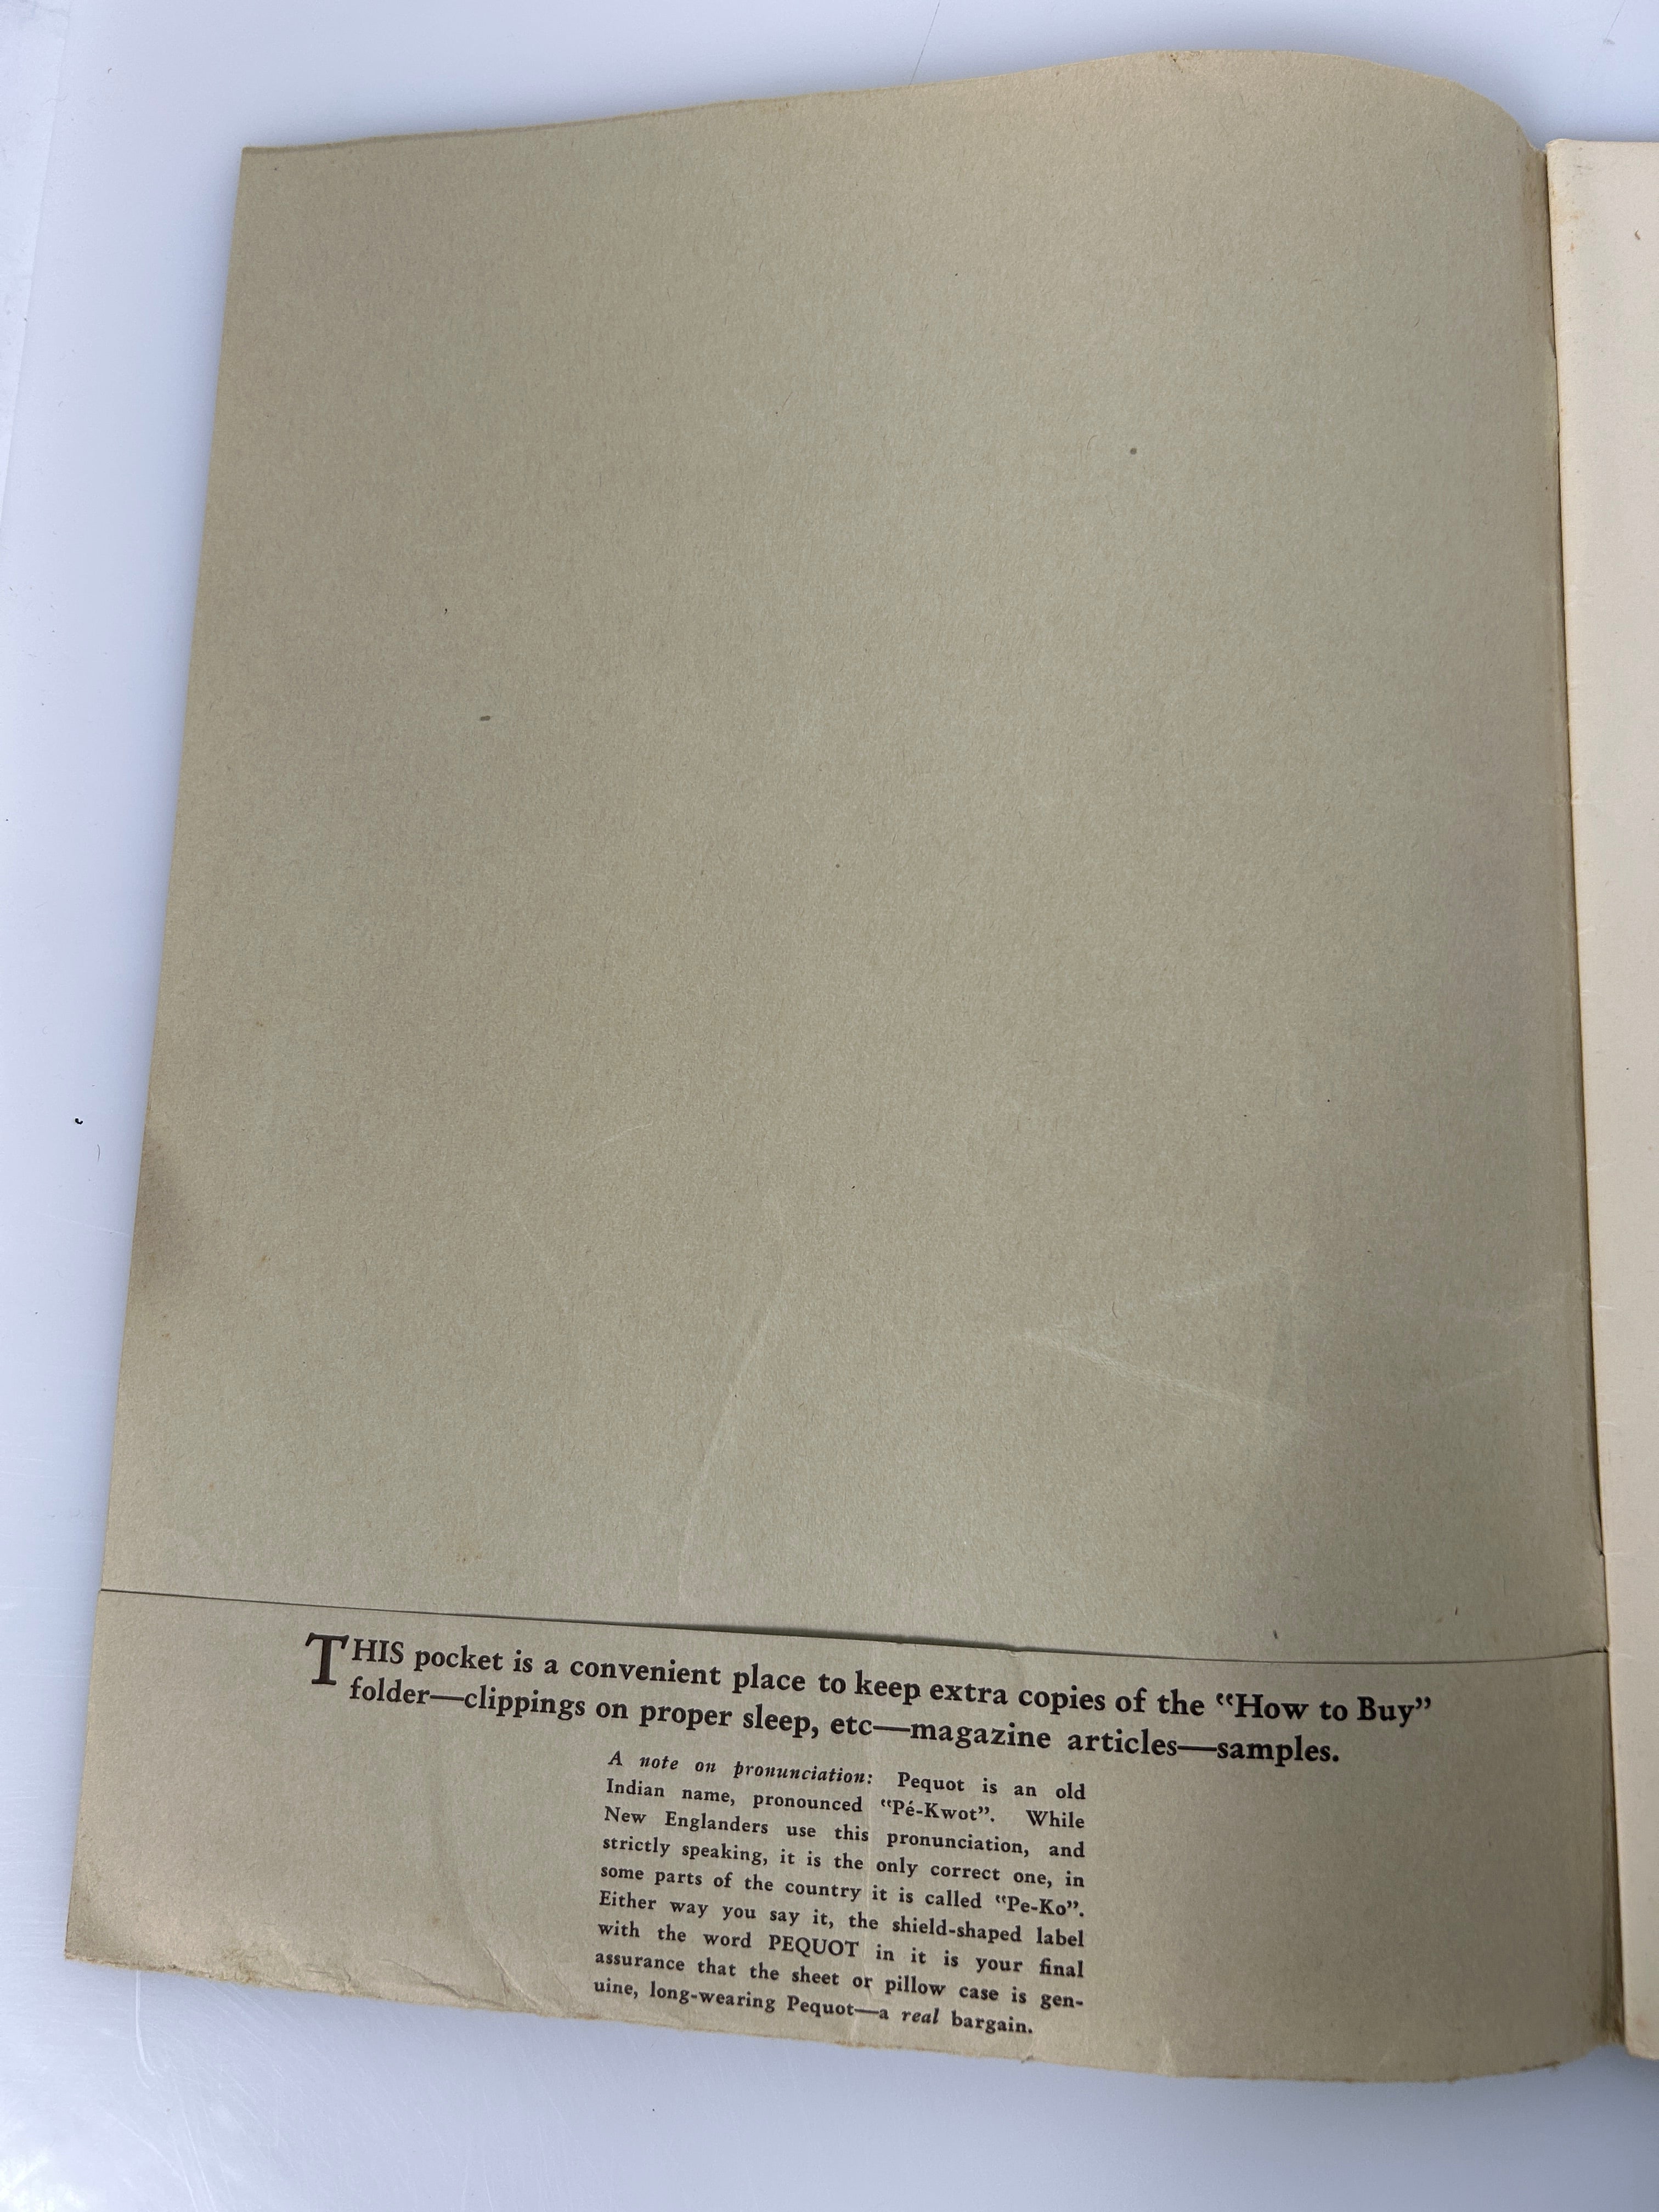 THIS pocket is a convenient place to keep extra copies of the “How to Buy”
folder—clippings on proper sleep, etc—magazine articles—samples.
A note on pronunciation: Pequot is an old
Indian name, pronounced “Pé-Kwot”. While
New Englanders use this pronunciation, and
strictly speaking, it is the only correct one, in
some parts of the country it is called “Pe-Ko”.
Either way you say it, the shield-shaped label
with the word PEQUOT in it is your final
assurance that the sheet or pillow case is gen-
uine, long-wearing Pequot—a real bargain.